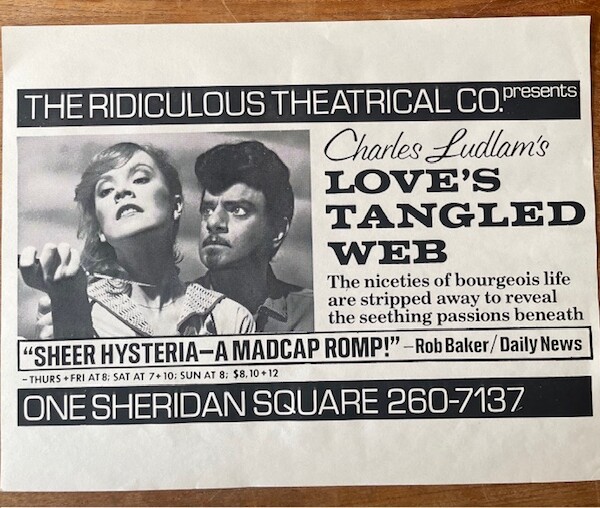 THE RIDICULOUS THEATRICAL CO. presents
Charles Ludlam's
LOVE'S
TANGLED
WEB
The niceties of bourgeois life
are stripped away to reveal
the seething passions beneath
"SHEER HYSTERIA—A MADCAP ROMP!" —Rob Baker/Daily News
-THURS+FRI AT 8; SAT AT 7+10; SUN AT 8; $8,10+12
ONE SHERIDAN SQUARE 260-7137